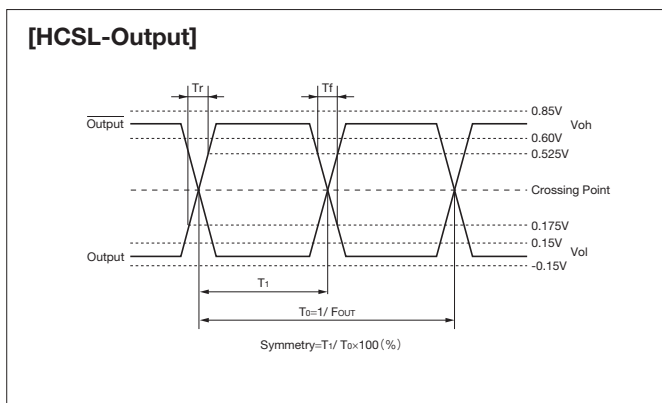 [HCSL-Output]
Tr
Tf
0.85V
Output
Voh
0.60V
0.525V
Crossing Point
0.175V
0.15V
Vol
Output
-0.15V
T1
T0=1/ FOUT
Symmetry=T1/ T0×100(%)